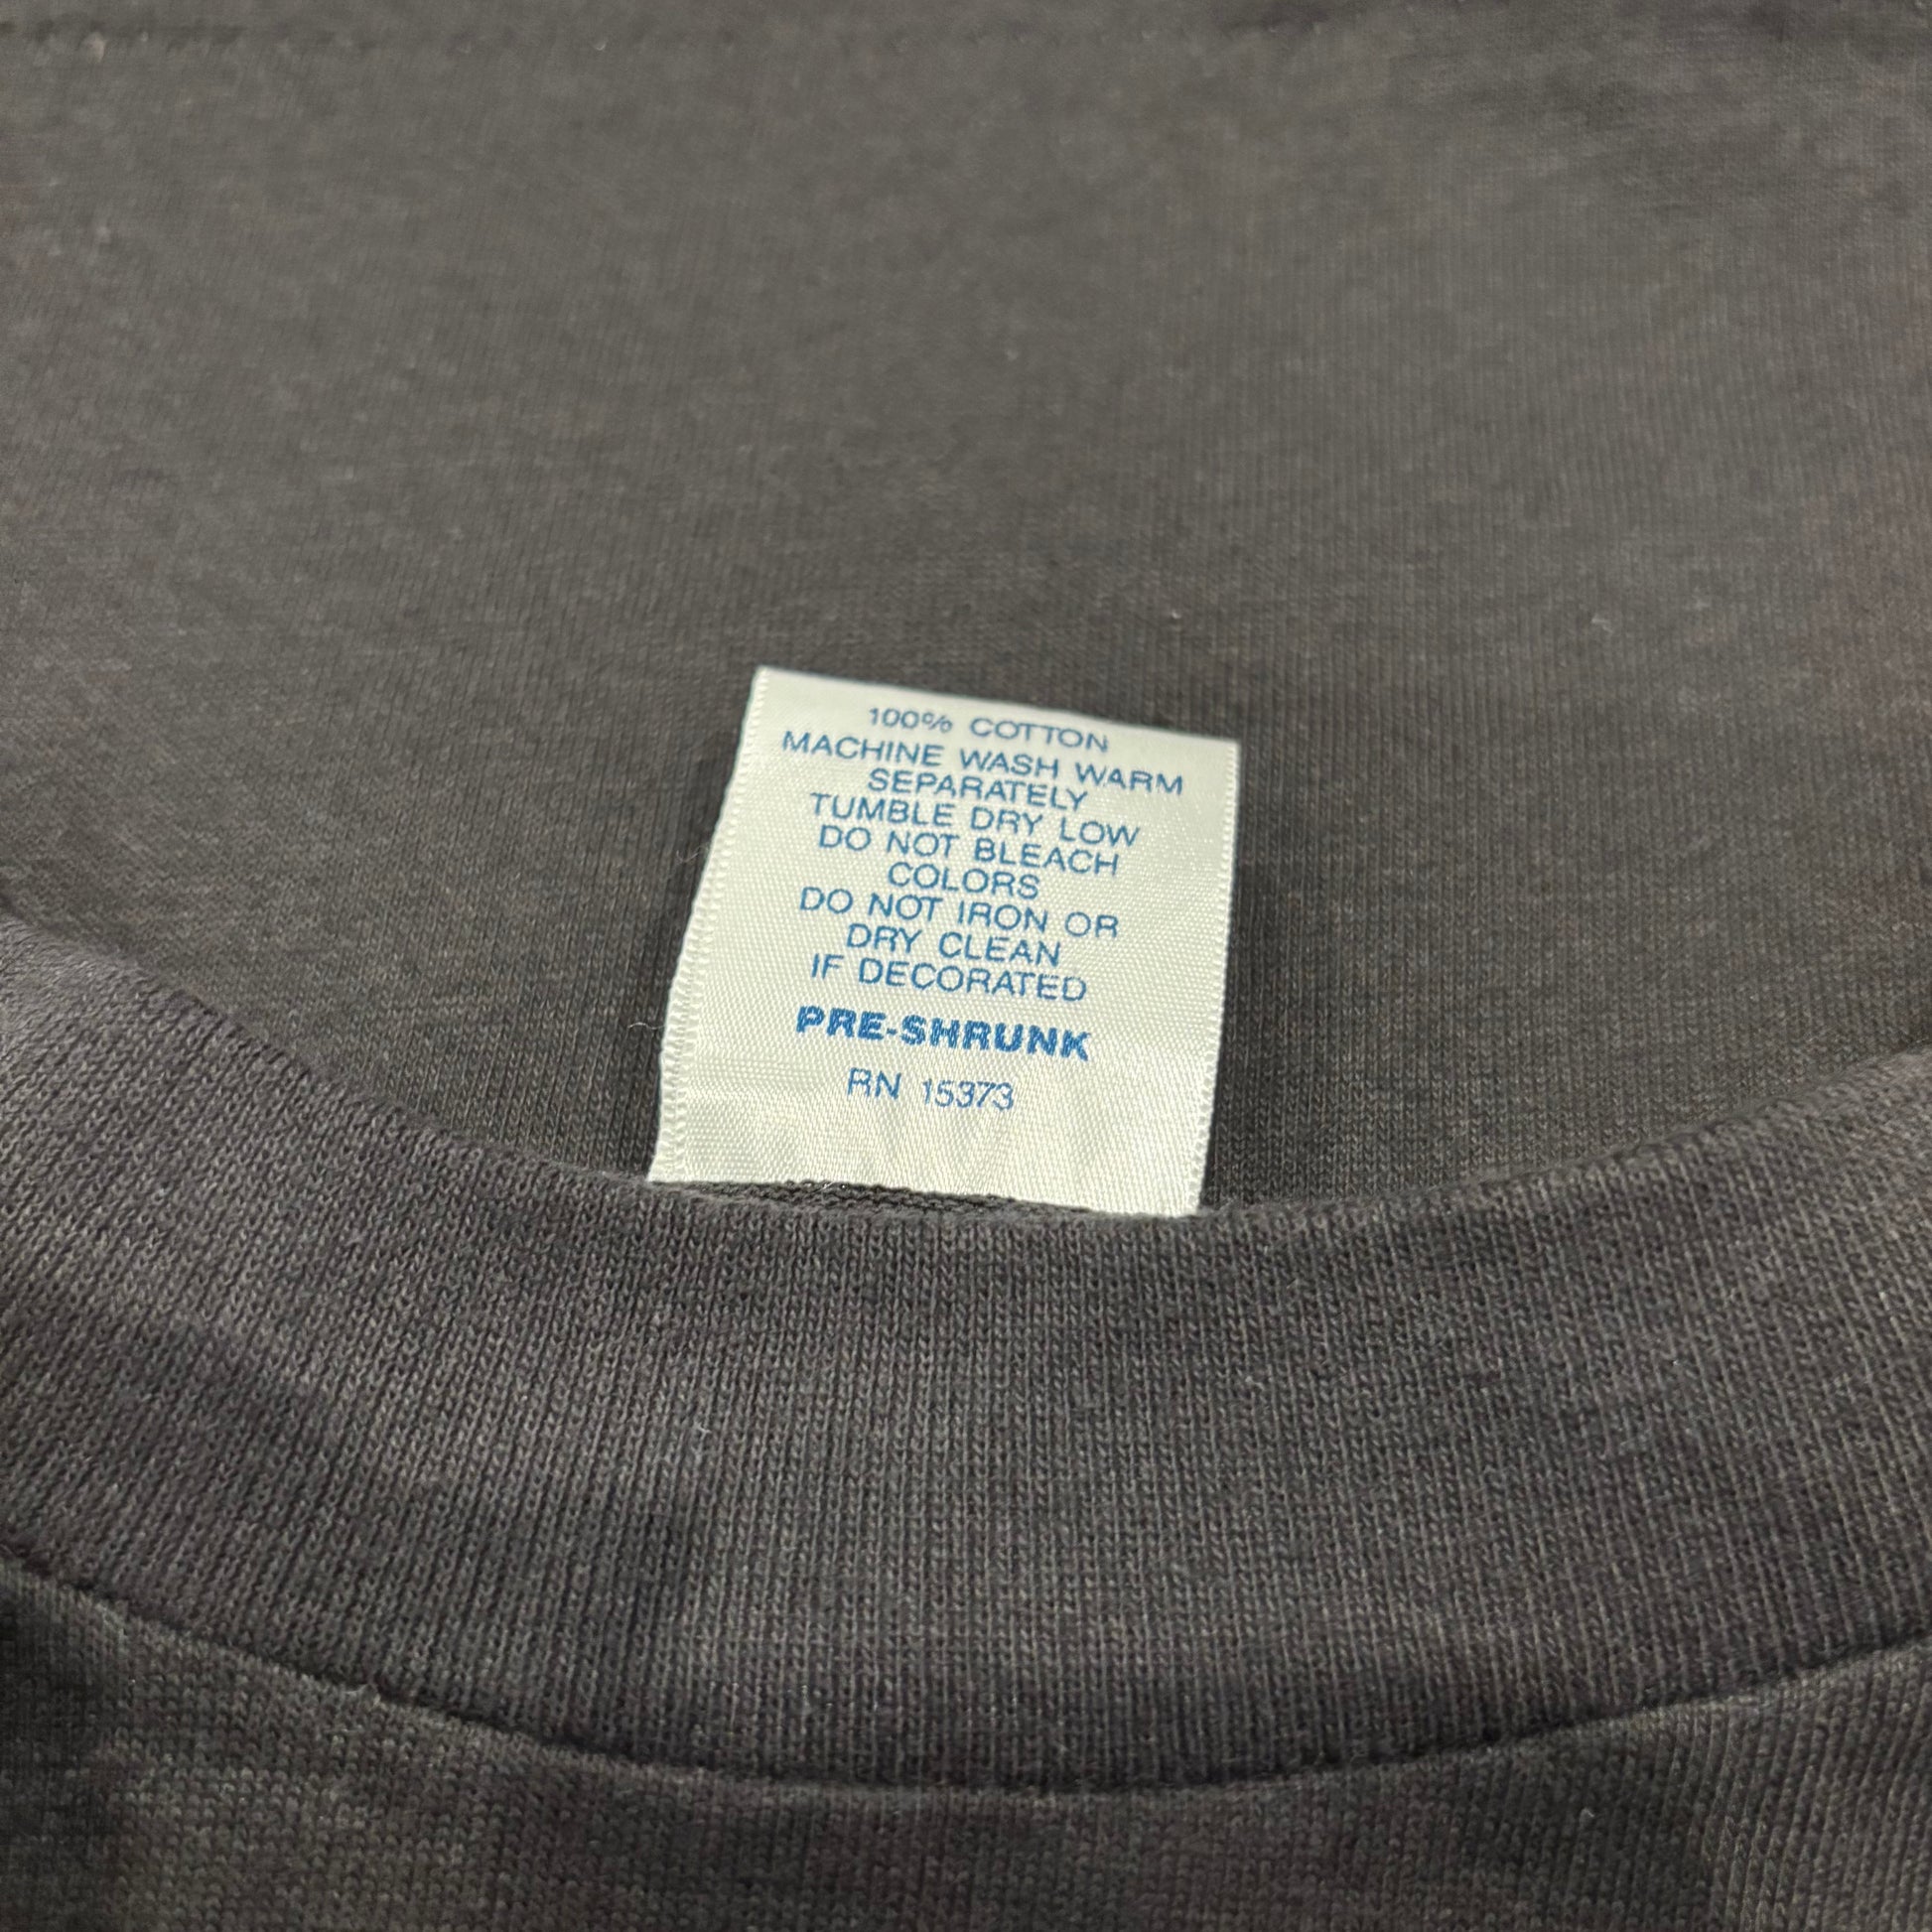 100% COTTON
MACHINE WASH WARM
SEPARATELY
TUMBLE DRY LOW
DO NOT BLEACH
COLORS
DO NOT IRON OR
DRY CLEAN
IF DECORATED
PRE-SHRUNK
RN 15373